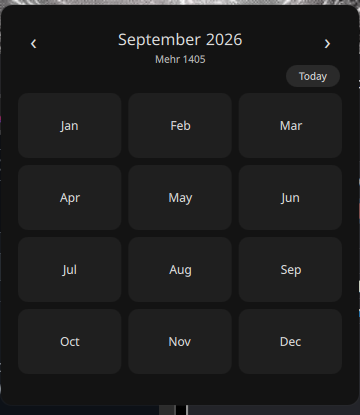 ‹ September 2026 ›
Mehr 1405
Today
Jan Feb Mar
Apr May Jun
Jul Aug Sep
Oct Nov Dec